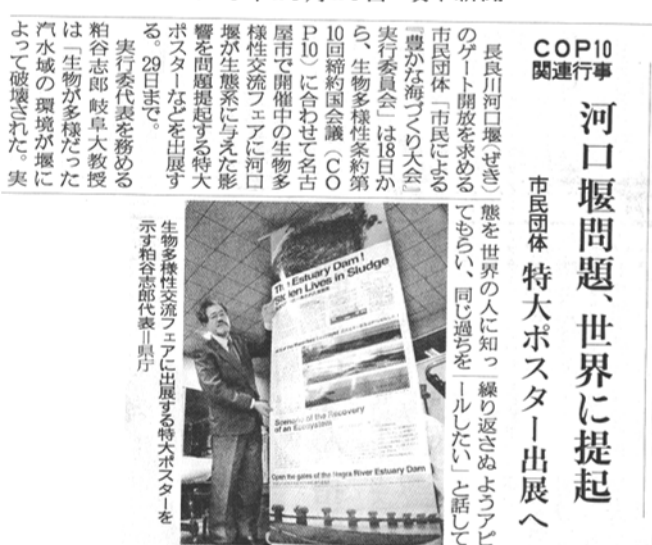 COP10
関連行事
河口堰問題、世界に提起
市民団体 特大ポスター出展へ
長良川河口堰(ぜき)
のゲート開放を求める
市民団体「市民による
『豊かな海づくり大会』
実行委員会」は18日か
ら、生物多様性条約第
10回締約国会議(CO
P10)に合わせて名古
屋市で開催中の生物多
様性交流フェアに河口
堰が生態系に与えた影
響を問題提起する特大
ポスターなどを出展す
る。29日まで。
実行委代表を務める
粕谷志郎岐阜大教授
は「生物が多様だった
汽水域の環境が堰に
よって破壊された。実
態を世界の人に知っ
てもらい、同じ過ちを
繰り返さぬようアピ
ールしたい」と話して
The Estuary Dam!
Lives in Sludge
Scenario of the Recovery
of an Ecosystem
Open the gates of the Nagara River Estuary Dam
生物多様性交流フェアに出展する特大ポスターを
示す粕谷志郎代表=県庁